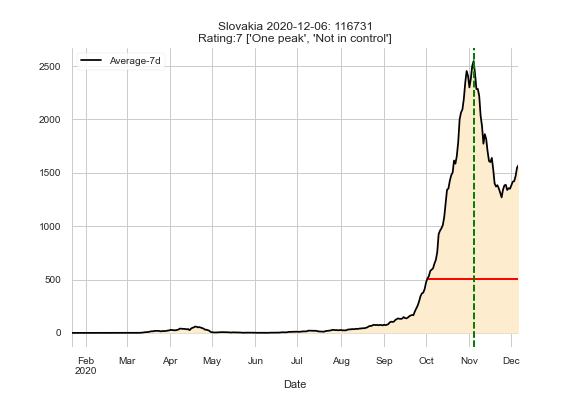 Slovakia 2020-12-06: 116731
Rating:7 ['One peak', 'Not in control']
Average-7d
2500
2000
1500
1000
500
0
Feb Mar Apr May Jun Jul Aug Sep Oct Nov Dec
2020
Date